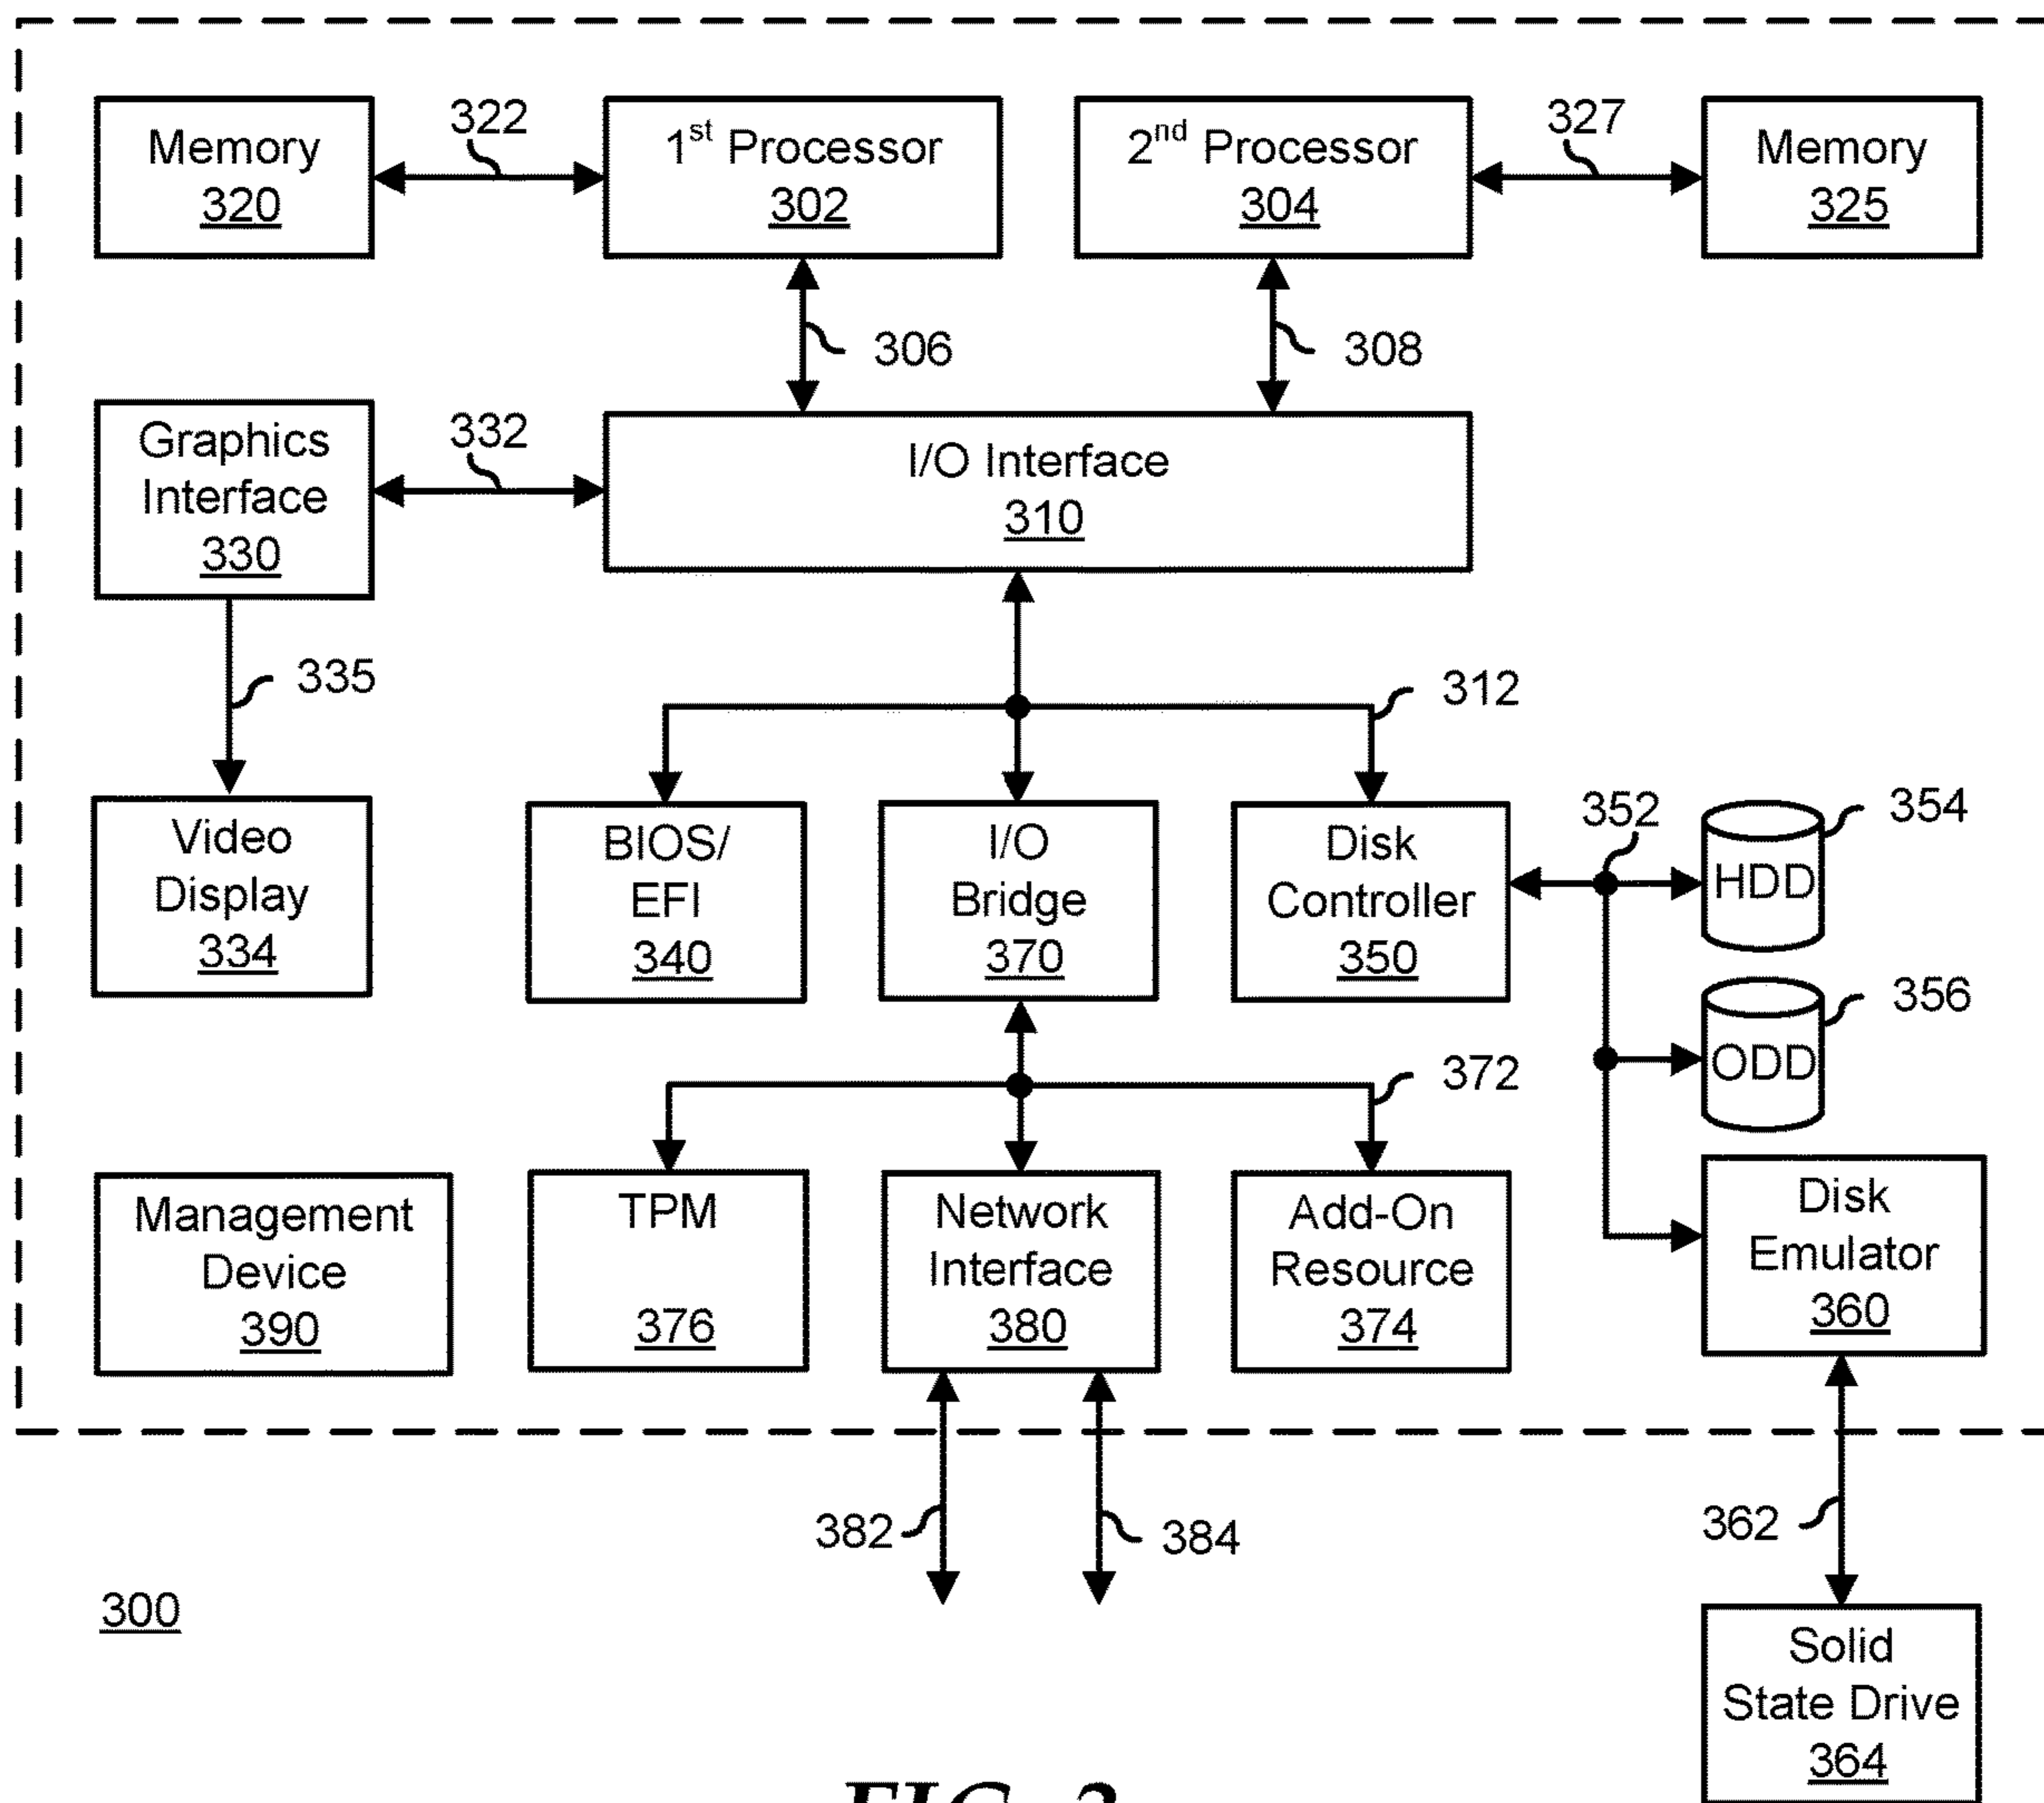 Memory
320
322
1st Processor
302
2nd Processor
304
327
Memory
325
306
308
Graphics
Interface
330
332
I/O Interface
310
335
312
Video
Display
334
BIOS/
EFI
340
I/O
Bridge
370
Disk
Controller
350
352
HDD
354
ODD
356
372
Management
Device
390
TPM
376
Network
Interface
380
Add-On
Resource
374
Disk
Emulator
360
382
384
362
300
Solid
State Drive
364